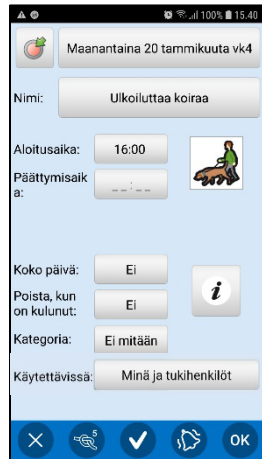 100% 15.40
Maanantaina 20 tammikuuta vk4
Nimi: Ulkoiluttaa koiraa
Aloitusaika: 16:00
Päättymisaik
a: _ _ : _ _
Koko päivä: Ei
Poista, kun
on kulunut: Ei
i
Kategoria: Ei mitään
Käytettävissä: Minä ja tukihenkilöt
5
OK